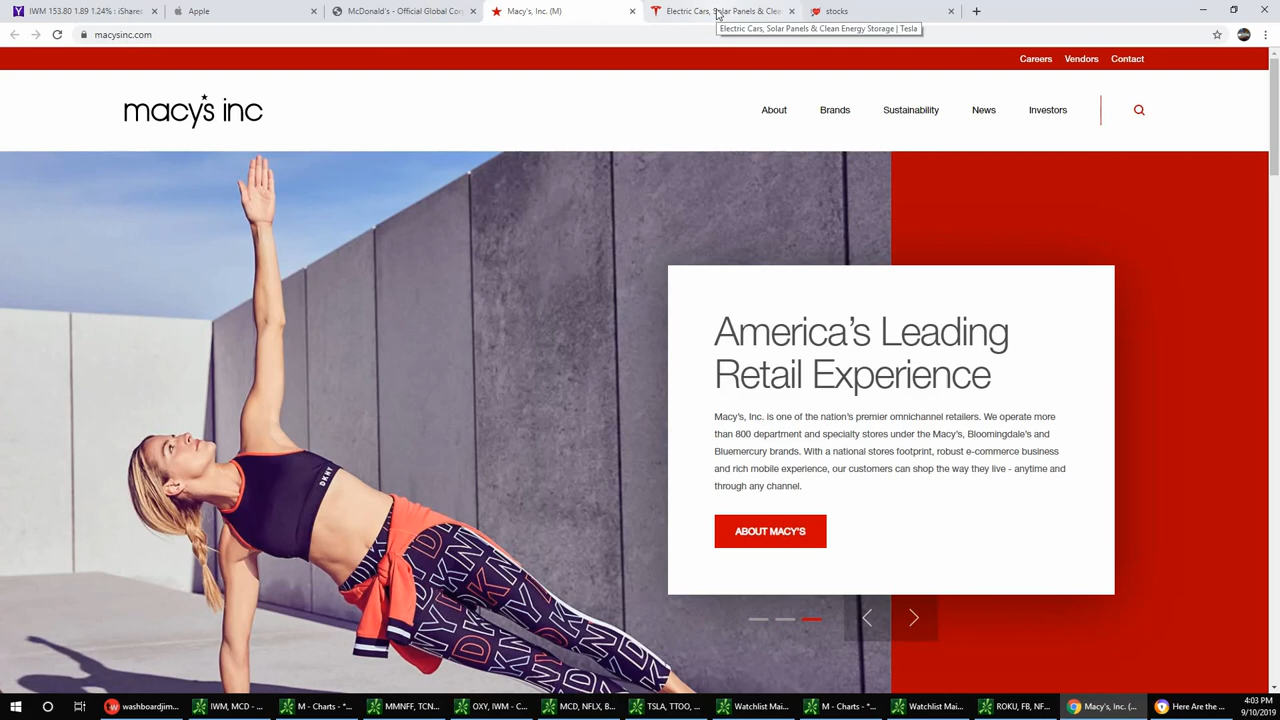 IWM 153.80 1.89 1.24% : iShares
Apple
McDonald's - Official Global Cor
Macy's, Inc. (M)
Electric Cars, Solar Panels & Clea
stocks
Electric Cars, Solar Panels & Clean Energy Storage | Tesla
macysinc.com
Careers
Vendors
Contact
macy's inc
About
Brands
Sustainability
News
Investors
DKNY
America's Leading
Retail Experience
Macy's, Inc. is one of the nation's premier omnichannel retailers. We operate more
than 800 department and specialty stores under the Macy's, Bloomingdale's and
Bluemercury brands. With a national stores footprint, robust e-commerce business
and rich mobile experience, our customers can shop the way they live - anytime and
through any channel.
ABOUT MACY'S
washboardjim...
IWM, MCD - ...
M - Charts - *...
MMNFF, TCN...
OXY, IWM - C...
MCD, NFLX, B...
TSLA, TTOO, ...
Watchlist Mai...
M - Charts - *...
Watchlist Mai...
ROKU, FB, NF...
Macy's, Inc. (...
Here Are the ...
4:03 PM
9/10/2019